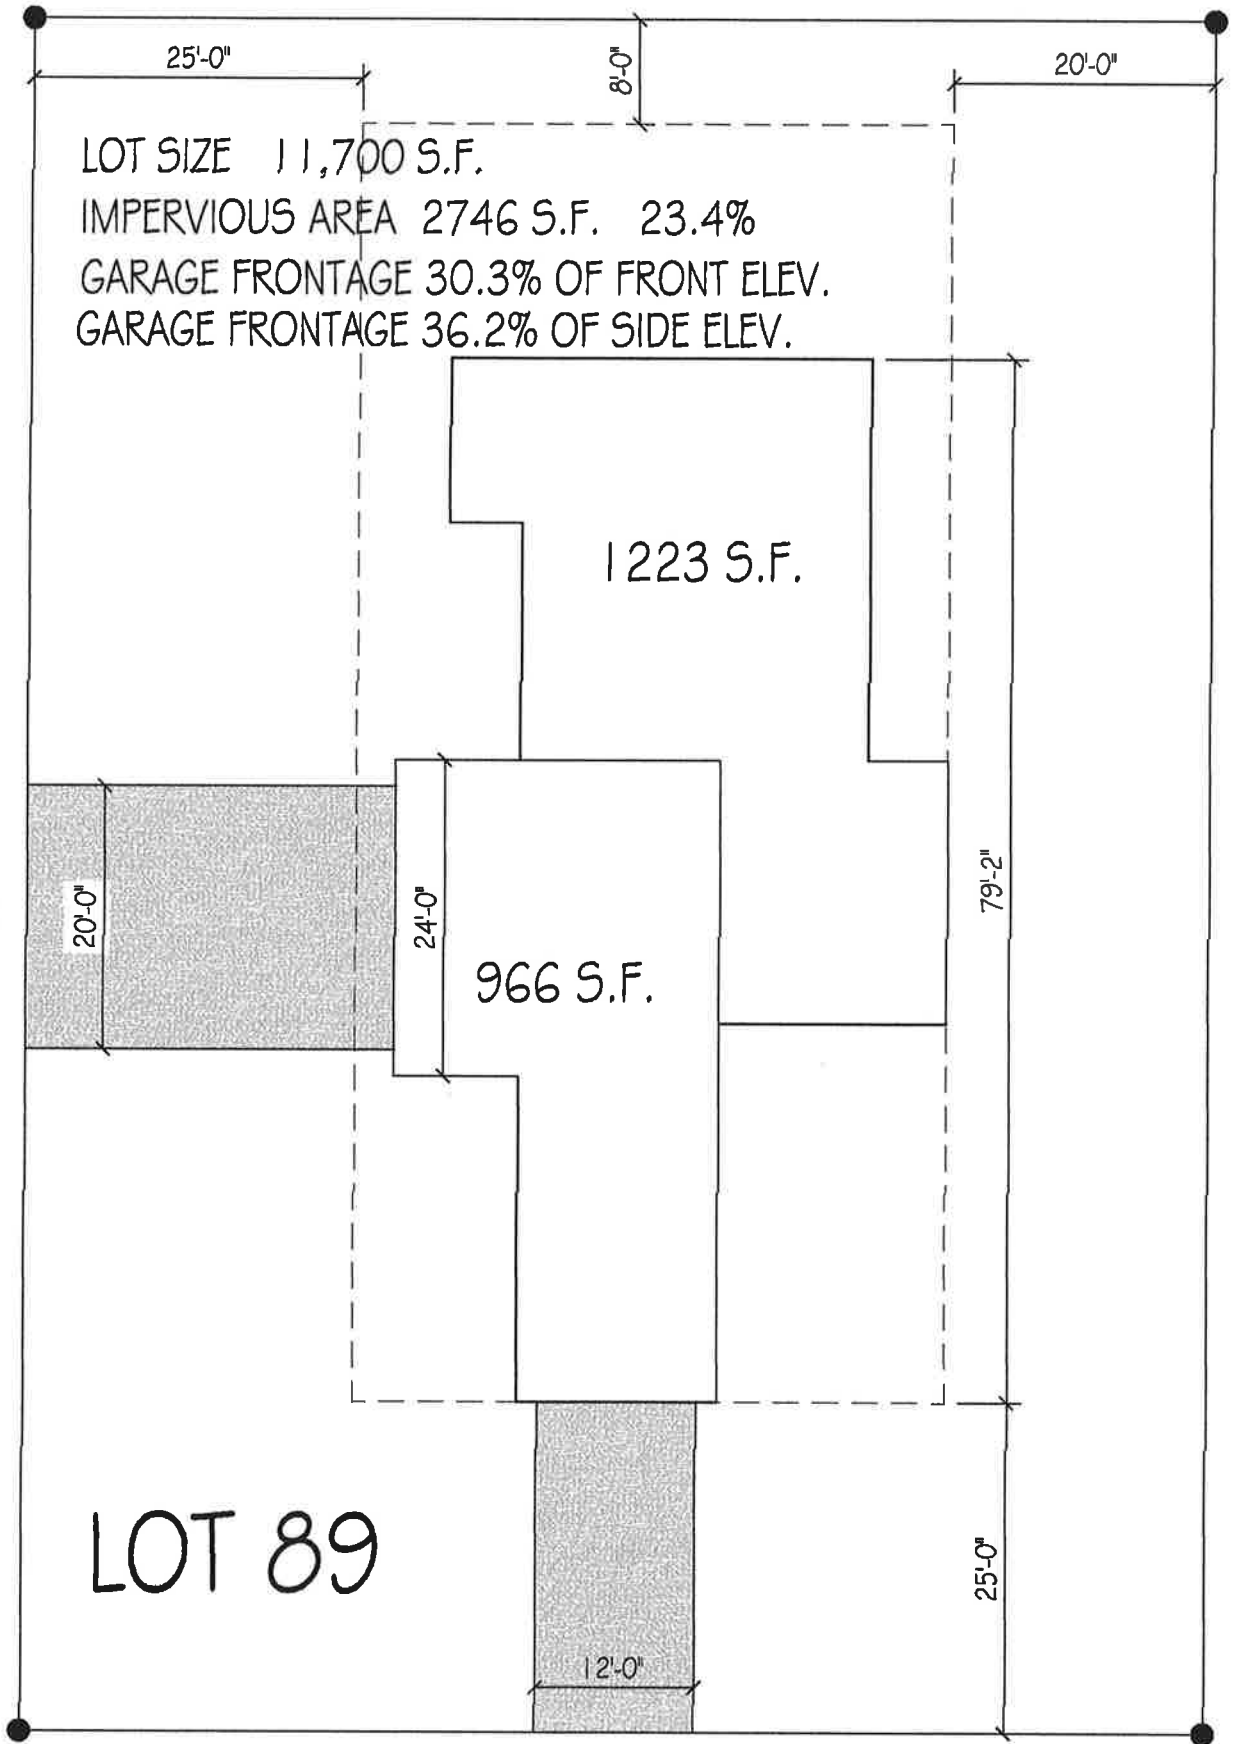 25'-0"
8'-0"
20'-0"
LOT SIZE 11,700 S.F.
IMPERVIOUS AREA 2746 S.F. 23.4%
GARAGE FRONTAGE 30.3% OF FRONT ELEV.
GARAGE FRONTAGE 36.2% OF SIDE ELEV.
1223 S.F.
20'-0"
24'-0"
79'-2"
966 S.F.
LOT 89
25'-0"
12'-0"